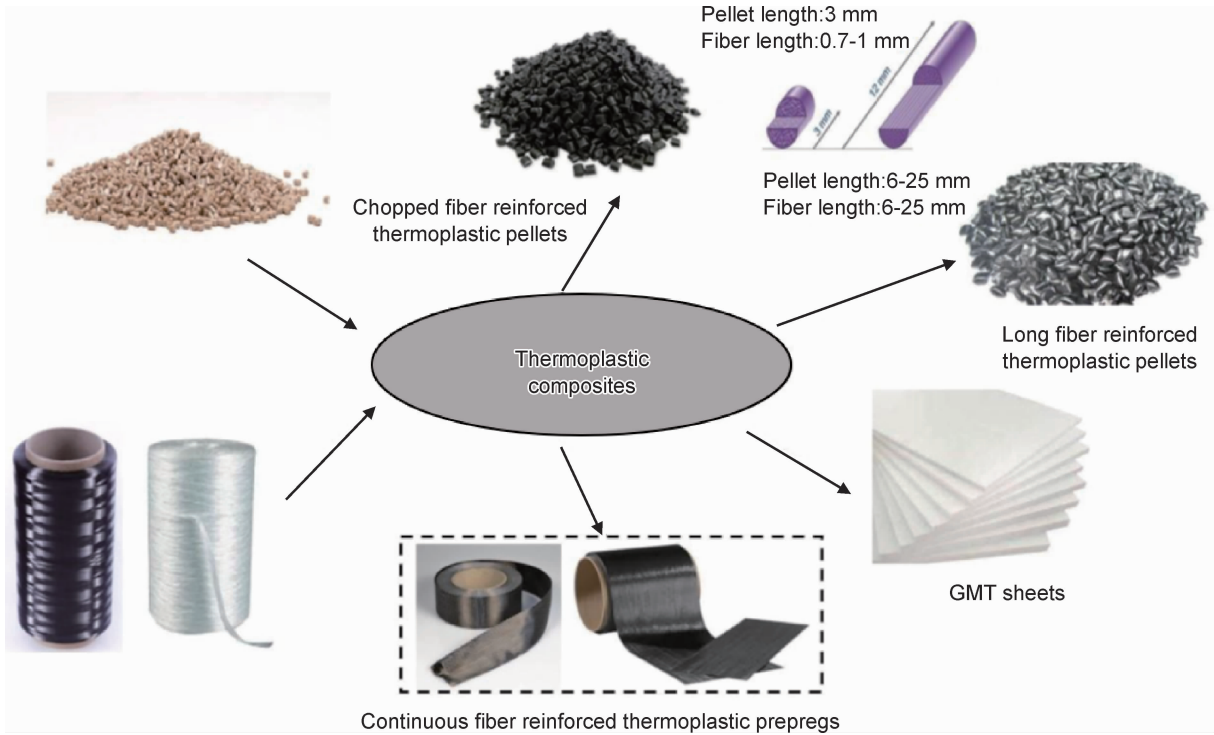 Pellet length:3 mm
Fiber length:0.7-1 mm
12 mm
3 mm
Pellet length:6-25 mm
Fiber length:6-25 mm
Chopped fiber reinforced
thermoplastic pellets
Long fiber reinforced
thermoplastic pellets
Thermoplastic
composites
GMT sheets
Continuous fiber reinforced thermoplastic prepregs